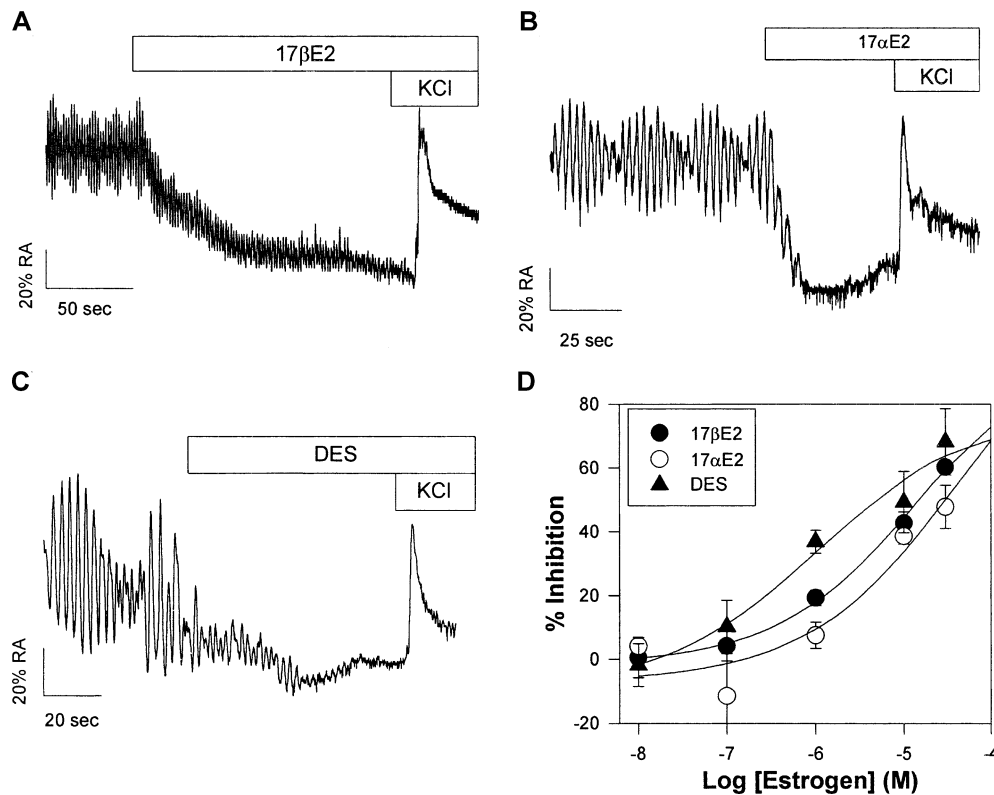 A
17βE2
KCl
20% RA
50 sec
B
17αE2
KCl
20% RA
25 sec
C
DES
KCl
20% RA
20 sec
D
80
60
40
20
0
-20
% Inhibition
17βE2
17αE2
DES
-8
-7
-6
-5
-4
Log [Estrogen] (M)